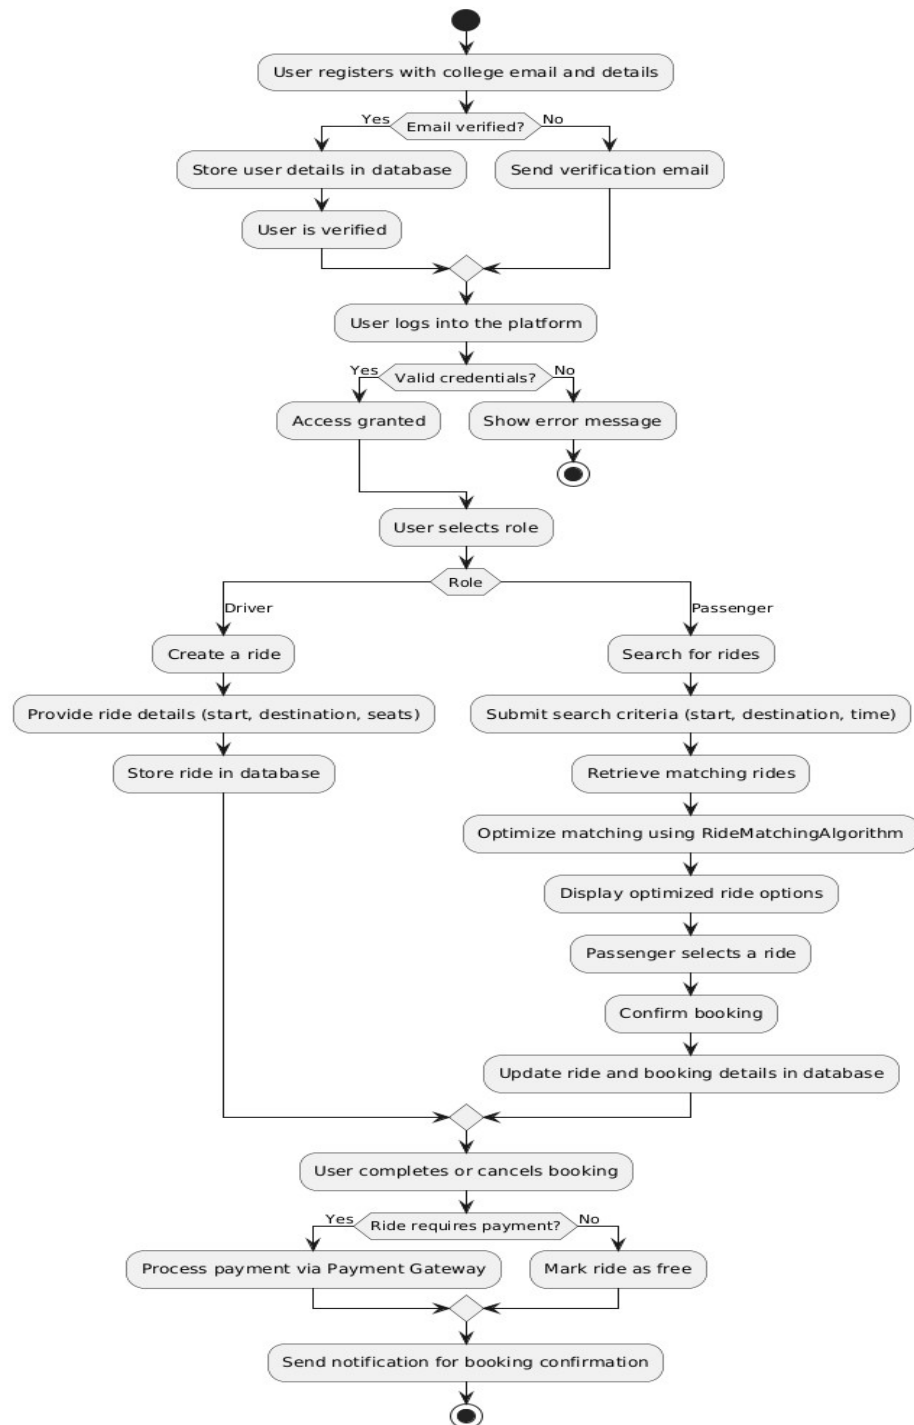 User registers with college email and details
Yes
Email verified?
No
Store user details in database
Send verification email
User is verified
User logs into the platform
Yes
Valid credentials?
No
Access granted
Show error message
User selects role
Role
Driver
Passenger
Create a ride
Search for rides
Provide ride details (start, destination, seats)
Submit search criteria (start, destination, time)
Store ride in database
Retrieve matching rides
Optimize matching using RideMatchingAlgorithm
Display optimized ride options
Passenger selects a ride
Confirm booking
Update ride and booking details in database
User completes or cancels booking
Yes
Ride requires payment?
No
Process payment via Payment Gateway
Mark ride as free
Send notification for booking confirmation